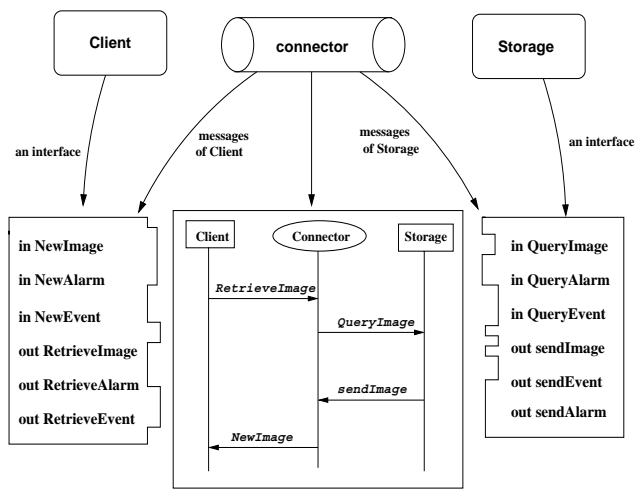 Client
connector
Storage
an interface
messages
of Client
messages
of Storage
an interface
in NewImage
in NewAlarm
in NewEvent
out RetrieveImage
out RetrieveAlarm
out RetrieveEvent
Client
Connector
Storage
RetrieveImage
QueryImage
sendImage
NewImage
in QueryImage
in QueryAlarm
in QueryEvent
out sendImage
out sendEvent
out sendAlarm